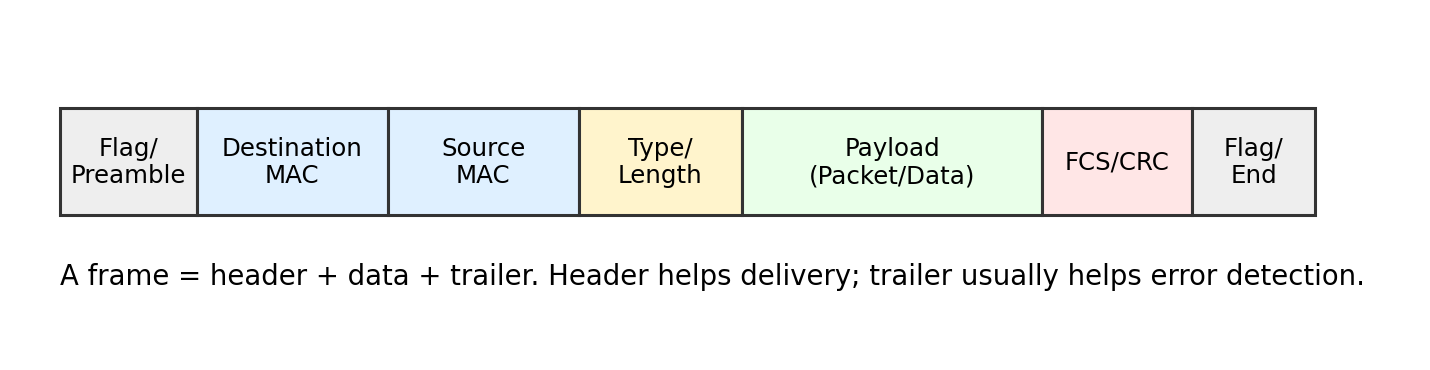 Flag/
Preamble
Destination
MAC
Source
MAC
Type/
Length
Payload
(Packet/Data)
FCS/CRC
Flag/
End
A frame = header + data + trailer. Header helps delivery; trailer usually helps error detection.